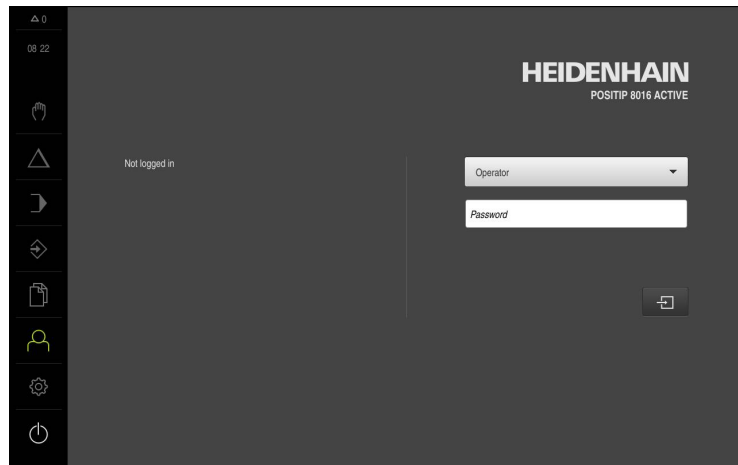 0
08 22
HEIDENHAIN
POSITIP 8016 ACTIVE
Not logged in
Operator
Password